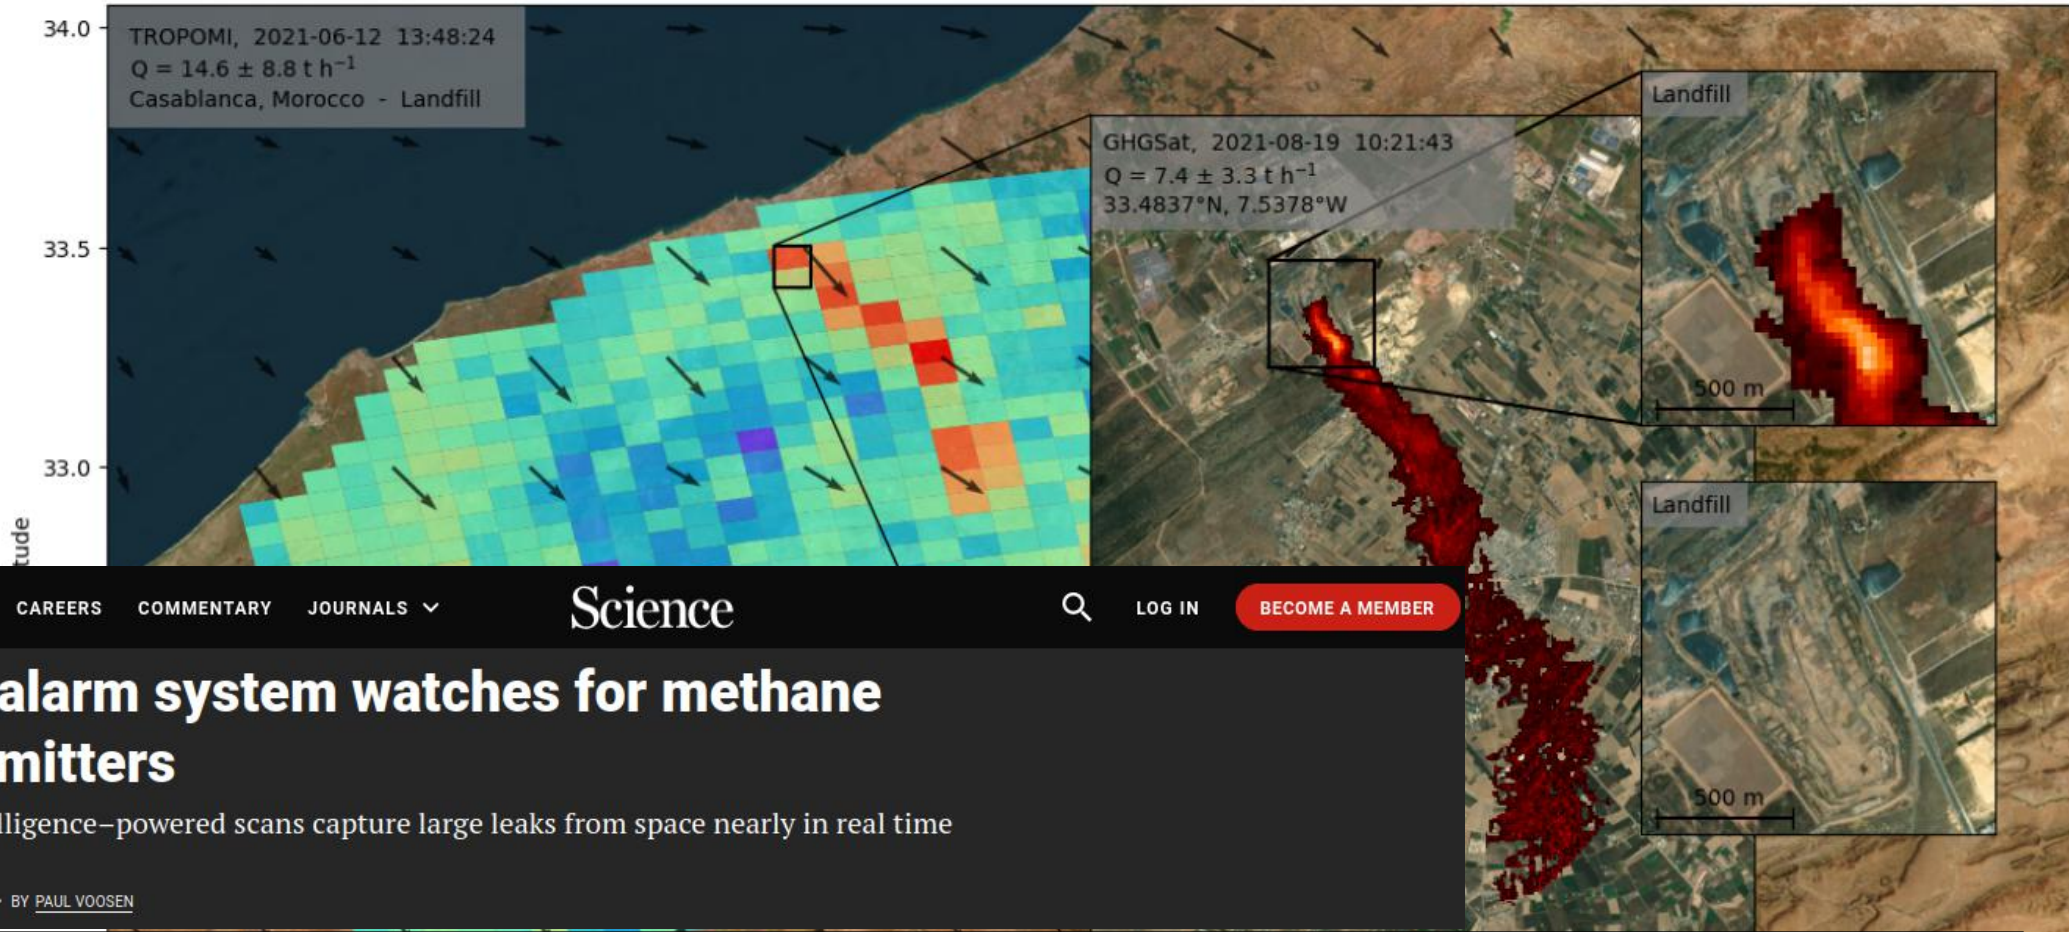 34.0
33.5
33.0
tude
TROPOMI, 2021-06-12 13:48:24
Q = 14.6 ± 8.8 t h⁻¹
Casablanca, Morocco - Landfill
GHGSat, 2021-08-19 10:21:43
Q = 7.4 ± 3.3 t h⁻¹
33.4837°N, 7.5378°W
Landfill
500 m
Landfill
500 m
CAREERS COMMENTARY JOURNALS Science LOG IN BECOME A MEMBER
alarm system watches for methane
mitters
lligence–powered scans capture large leaks from space nearly in real time
BY PAUL VOOSEN